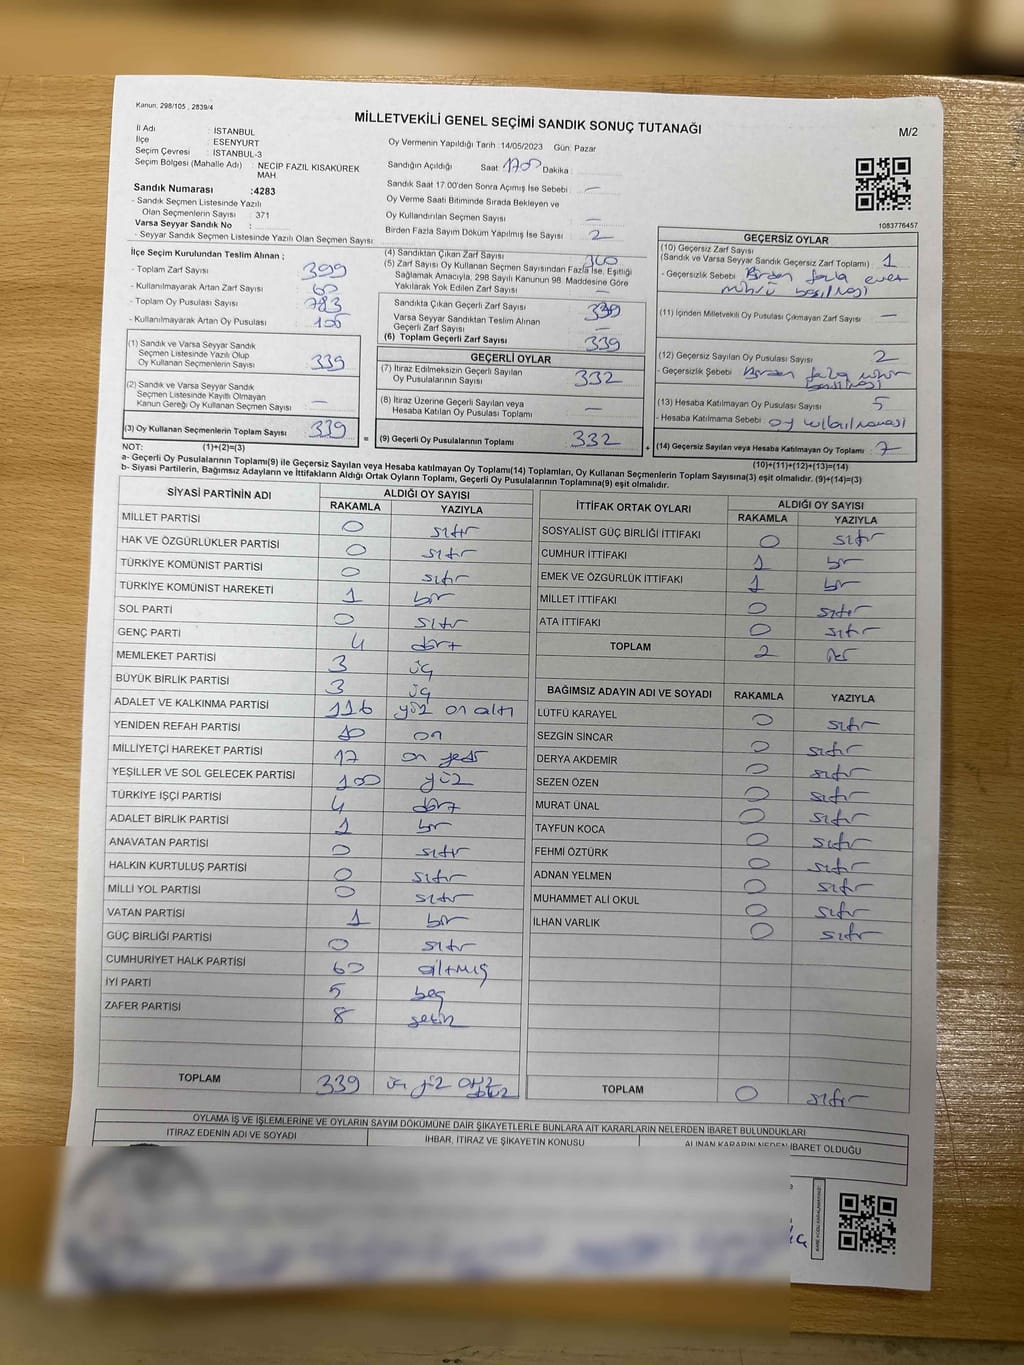 Kanun: 298/105 , 2839/4
MİLLETVEKİLİ GENEL SEÇİMİ SANDIK SONUÇ TUTANAĞI
M/2
İl Adı : İSTANBUL
İlçe : ESENYURT
Seçim Çevresi : İSTANBUL-3
Seçim Bölgesi (Mahalle Adı) : NECİP FAZIL KISAKÜREK MAH.
Sandık Numarası :4283
- Sandık Seçmen Listesinde Yazılı
Olan Seçmenlerin Sayısı : 371
Varsa Seyyar Sandık No :
- Seyyar Sandık Seçmen Listesinde Yazılı Olan Seçmen Sayısı:
Oy Vermenin Yapıldığı Tarih : 14/05/2023 Gün: Pazar
Sandığın Açıldığı Saat: 1700 Dakika :
Sandık Saat 17:00'den Sonra Açımış İse Sebebi : —
Oy Verme Saati Bitiminde Sırada Bekleyen ve
Oy Kullandırılan Seçmen Sayısı : —
Birden Fazla Sayım Döküm Yapılmış İse Sayısı : 2
1083776457
İlçe Seçim Kurulundan Teslim Alınan ;
- Toplam Zarf Sayısı : 399
- Kullanılmayarak Artan Zarf Sayısı : 60
- Toplam Oy Pusulası Sayısı :
- Kullanılmayarak Artan Oy Pusulası :
(1) Sandık ve Varsa Seyyar Sandık
Seçmen Listesinde Yazılı Olup
Oy Kullanan Seçmenlerin Sayısı : 339
(2) Sandık ve Varsa Seyyar Sandık
Seçmen Listesinde Kayıtlı Olmayan
Kanun Gereği Oy Kullanan Seçmen Sayısı : —
(3) Oy Kullanan Seçmenlerin Toplam Sayısı : 339
(4) Sandıktan Çıkan Zarf Sayısı : 340
(5) Zarf Sayısı Oy Kullanan Seçmen Sayısından Fazla İse, Eşitliği
Sağlamak Amacıyla, 298 Sayılı Kanunun 98. Maddesine Göre
Yakılarak Yok Edilen Zarf Sayısı : —
Sandıkta Çıkan Geçerli Zarf Sayısı : 339
Varsa Seyyar Sandıktan Teslim Alınan
Geçerli Zarf Sayısı : —
(6) Toplam Geçerli Zarf Sayısı : 339
GEÇERLİ OYLAR
(7) İtiraz Edilmeksizin Geçerli Sayılan
Oy Pusulalarının Sayısı : 332
(8) İtiraz Üzerine Geçerli Sayılan veya
Hesaba Katılan Oy Pusulası Toplamı : —
= (9) Geçerli Oy Pusulalarının Toplamı : 332
GEÇERSİZ OYLAR
(10) Geçersiz Zarf Sayısı
(Sandık ve Varsa Seyyar Sandık Geçersiz Zarf Toplamı) : 1
- Geçersizlik Sebebi : Birden fazla evet
mührü basılması
(11) İçinden Milletvekili Oy Pusulası Çıkmayan Zarf Sayısı : —
(12) Geçersiz Sayılan Oy Pusulası Sayısı : 2
- Geçersizlik Sebebi : Birden fazla mühür
basılması
(13) Hesaba Katılmayan Oy Pusulası Sayısı : 5
- Hesaba Katılmama Sebebi : oy kullanılmaması
+ (14) Geçersiz Sayılan veya Hesaba Katılmayan Oy Toplamı : 7
NOT: (1)+(2)=(3)
(10)+(11)+(12)+(13)=(14)
a- Geçerli Oy Pusulalarının Toplamı(9) ile Geçersiz Sayılan veya Hesaba katılmayan Oy Toplamı(14) Toplamları, Oy Kullanan Seçmenlerin Toplam Sayısına(3) eşit olmalıdır. (9)+(14)=(3)
b- Siyasi Partilerin, Bağımsız Adayların ve İttifakların Aldığı Ortak Oyların Toplamı, Geçerli Oy Pusulalarının Toplamına(9) eşit olmalıdır.
SİYASİ PARTİNİN ADI ALDIĞI OY SAYISI
RAKAMLA YAZIYLA
MİLLET PARTİSİ 0 sıfır
HAK VE ÖZGÜRLÜKLER PARTİSİ 0 sıfır
TÜRKİYE KOMÜNİST PARTİSİ 0 sıfır
TÜRKİYE KOMÜNİST HAREKETİ 1 bir
SOL PARTİ 0 sıfır
GENÇ PARTİ 4 dört
MEMLEKET PARTİSİ 3 üç
BÜYÜK BİRLİK PARTİSİ 3 üç
ADALET VE KALKINMA PARTİSİ 116 yüz on altı
YENİDEN REFAH PARTİSİ 10 on
MİLLİYETÇİ HAREKET PARTİSİ 17 on yedi
YEŞİLLER VE SOL GELECEK PARTİSİ 100 yüz
TÜRKİYE İŞÇİ PARTİSİ 4 dört
ADALET BİRLİK PARTİSİ 1 bir
ANAVATAN PARTİSİ 0 sıfır
HALKIN KURTULUŞ PARTİSİ 0 sıfır
MİLLİ YOL PARTİSİ 0 sıfır
VATAN PARTİSİ 1 bir
GÜÇ BİRLİĞİ PARTİSİ 0 sıfır
CUMHURİYET HALK PARTİSİ 60 altmış
İYİ PARTİ 5 beş
ZAFER PARTİSİ 8 sekiz
TOPLAM 339 üç yüz otuz dokuz
İTTİFAK ORTAK OYLARI ALDIĞI OY SAYISI
RAKAMLA YAZIYLA
SOSYALİST GÜÇ BİRLİĞİ İTTİFAKI 0 sıfır
CUMHUR İTTİFAKI 1 bir
EMEK VE ÖZGÜRLÜK İTTİFAKI 1 bir
MİLLET İTTİFAKI 0 sıfır
ATA İTTİFAKI 0 sıfır
TOPLAM 2 iki
BAĞIMSIZ ADAYIN ADI VE SOYADI RAKAMLA YAZIYLA
LÜTFÜ KARAYEL 0 sıfır
SEZGİN SİNCAR 0 sıfır
DERYA AKDEMİR 0 sıfır
SEZEN ÖZEN 0 sıfır
MURAT ÜNAL 0 sıfır
TAYFUN KOCA 0 sıfır
FEHMİ ÖZTÜRK 0 sıfır
ADNAN YELMEN 0 sıfır
MUHAMMET ALİ OKUL 0 sıfır
İLHAN VARLIK 0 sıfır
TOPLAM 0 sıfır
OYLAMA İŞ VE İŞLEMLERİNE VE OYLARIN SAYIM DÖKÜMÜNE DAİR ŞİKAYETLERLE BUNLARA AİT KARARLARIN NELERDEN İBARET BULUNDUKLARI
İTİRAZ EDENİN ADI VE SOYADI İHBAR, İTİRAZ VE ŞİKAYETİN KONUSU ALINAN KARARIN NEDEN İBARET OLDUĞU